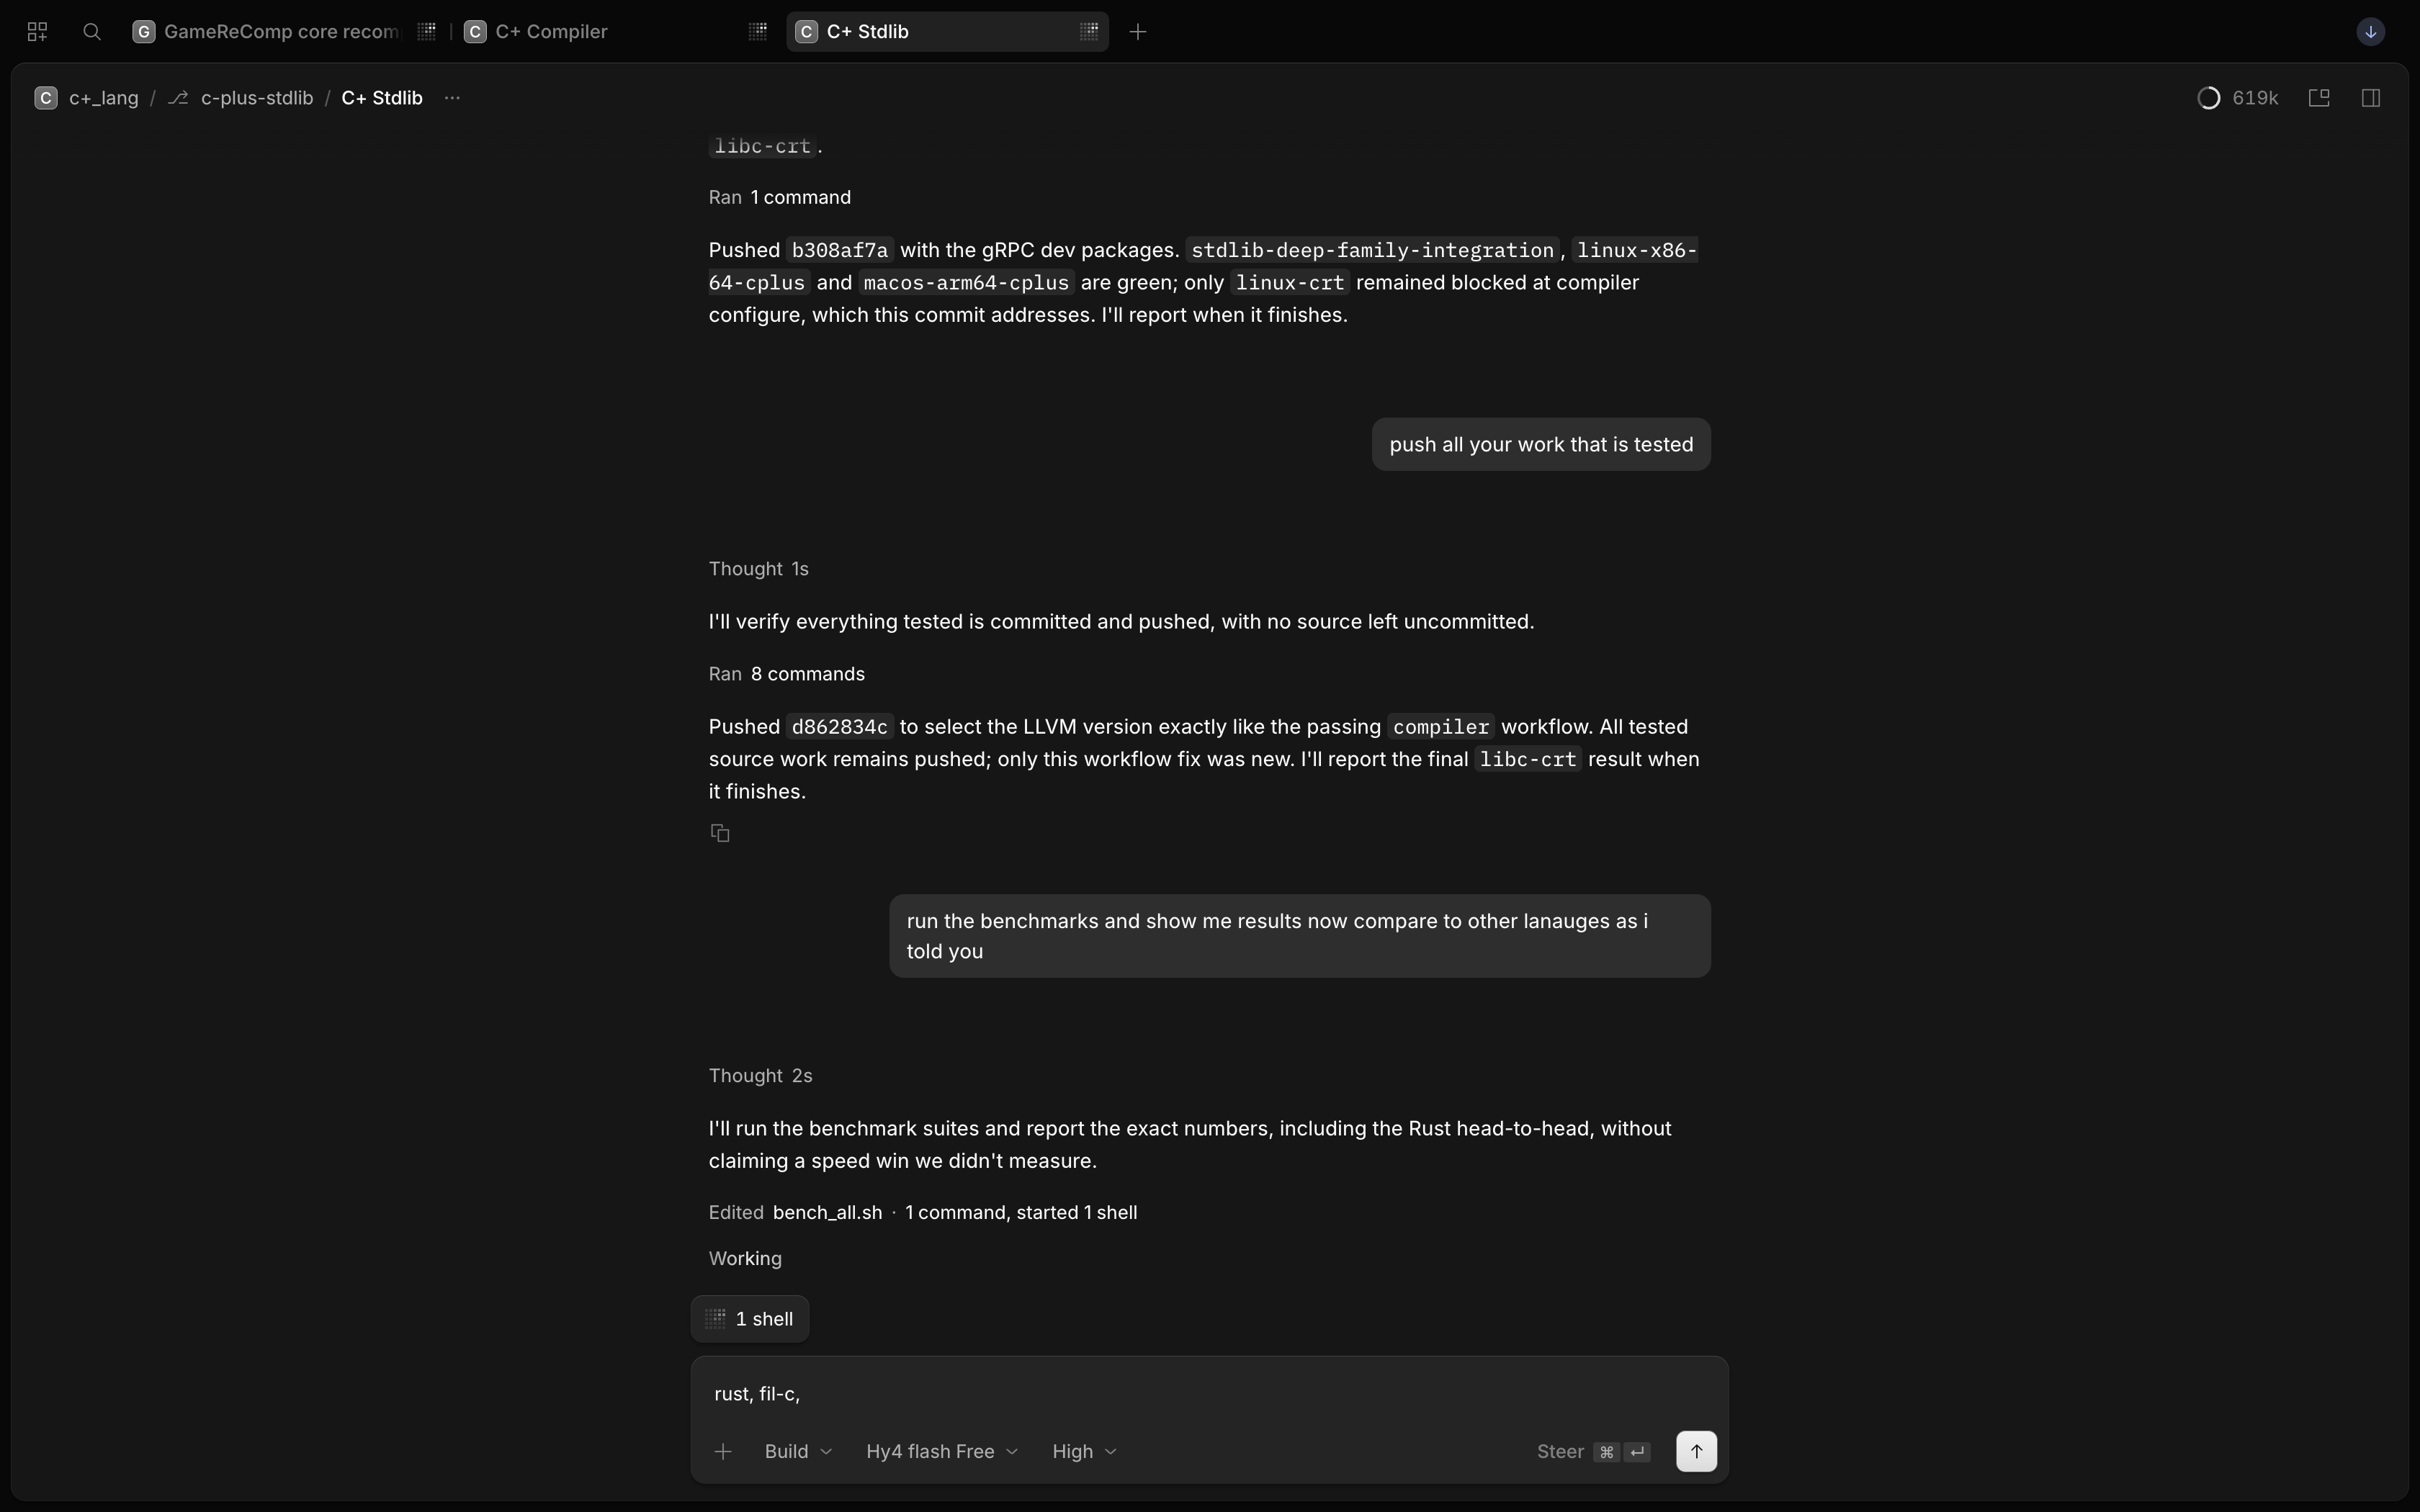 G GameReComp core recom
C C+ Compiler
C C+ Stdlib
C c+_lang / c-plus-stdlib / C+ Stdlib ···
619k
libc-crt.
Ran 1 command
Pushed b308af7a with the gRPC dev packages. stdlib-deep-family-integration, linux-x86-
64-cplus and macos-arm64-cplus are green; only linux-crt remained blocked at compiler
configure, which this commit addresses. I'll report when it finishes.
push all your work that is tested
Thought 1s
I'll verify everything tested is committed and pushed, with no source left uncommitted.
Ran 8 commands
Pushed d862834c to select the LLVM version exactly like the passing compiler workflow. All tested
source work remains pushed; only this workflow fix was new. I'll report the final libc-crt result when
it finishes.
run the benchmarks and show me results now compare to other lanauges as i
told you
Thought 2s
I'll run the benchmark suites and report the exact numbers, including the Rust head-to-head, without
claiming a speed win we didn't measure.
Edited bench_all.sh · 1 command, started 1 shell
Working
1 shell
rust, fil-c,
Build Hy4 flash Free High Steer ⌘ ↵